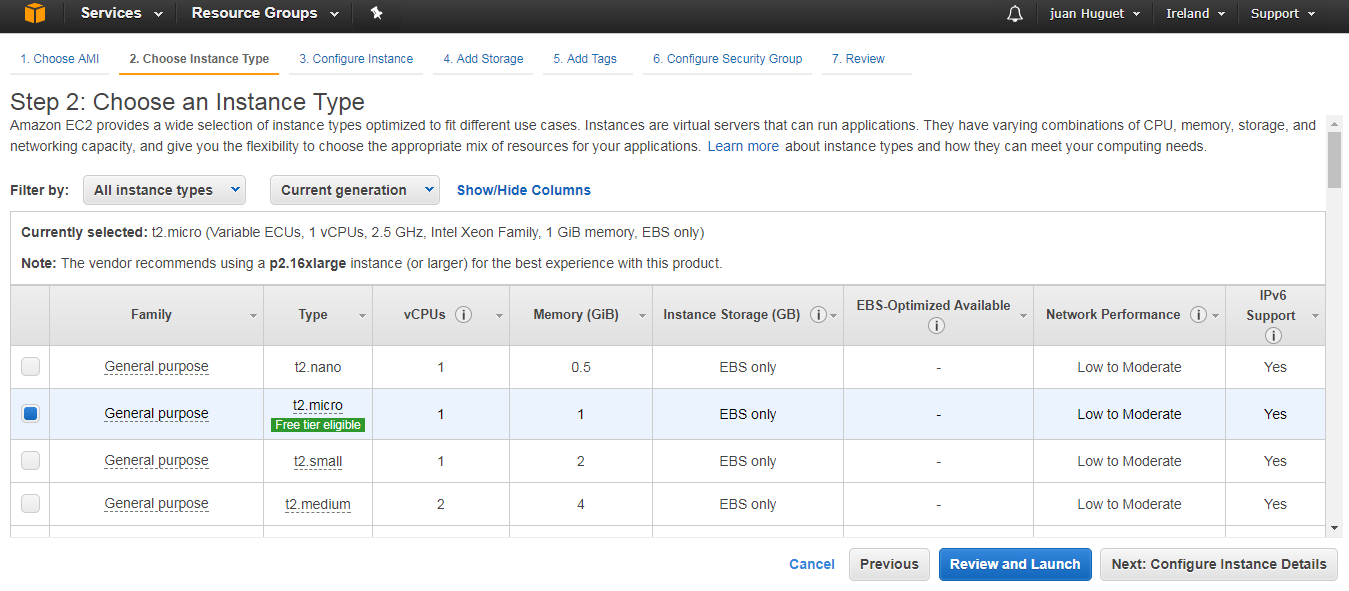 Services Resource Groups juan Huguet Ireland Support
1. Choose AMI 2. Choose Instance Type 3. Configure Instance 4. Add Storage 5. Add Tags 6. Configure Security Group 7. Review
Step 2: Choose an Instance Type
Amazon EC2 provides a wide selection of instance types optimized to fit different use cases. Instances are virtual servers that can run applications. They have varying combinations of CPU, memory, storage, and
networking capacity, and give you the flexibility to choose the appropriate mix of resources for your applications. Learn more about instance types and how they can meet your computing needs.
Filter by: All instance types Current generation Show/Hide Columns
Currently selected: t2.micro (Variable ECUs, 1 vCPUs, 2.5 GHz, Intel Xeon Family, 1 GiB memory, EBS only)
Note: The vendor recommends using a p2.16xlarge instance (or larger) for the best experience with this product.
Family Type vCPUs i Memory (GiB) Instance Storage (GB) i EBS-Optimized Available i Network Performance i IPv6 Support i
General purpose t2.nano 1 0.5 EBS only - Low to Moderate Yes
General purpose t2.micro 1 1 EBS only - Low to Moderate Yes
Free tier eligible
General purpose t2.small 1 2 EBS only - Low to Moderate Yes
General purpose t2.medium 2 4 EBS only - Low to Moderate Yes
Cancel Previous Review and Launch Next: Configure Instance Details